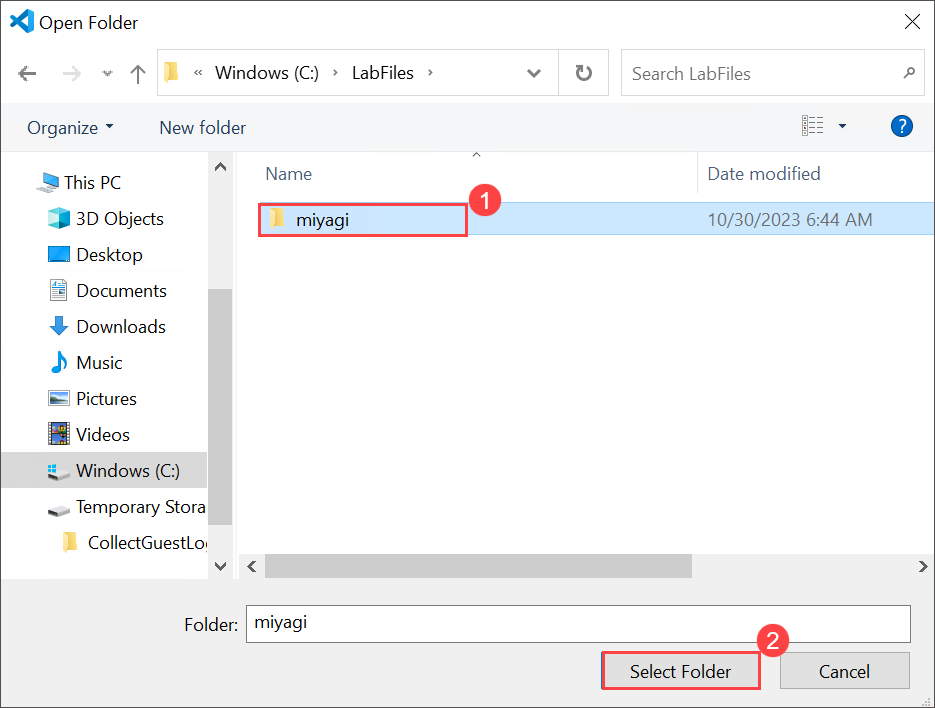 Open Folder
« Windows (C:) › LabFiles ›
Search LabFiles
Organize
New folder
?
Name
Date modified
This PC
3D Objects
Desktop
Documents
Downloads
Music
Pictures
Videos
Windows (C:)
Temporary Stora
CollectGuestLo
miyagi
1
10/30/2023 6:44 AM
Folder:
miyagi
2
Select Folder
Cancel